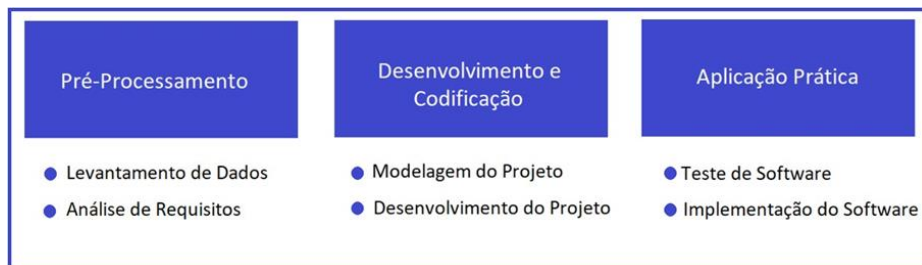 Pré-Processamento
Desenvolvimento e
Codificação
Aplicação Prática
Levantamento de Dados
Análise de Requisitos
Modelagem do Projeto
Desenvolvimento do Projeto
Teste de Software
Implementação do Software